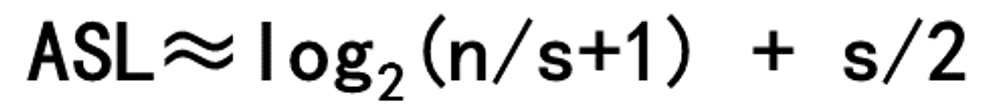 ASL≈log₂(n/s+1) + s/2